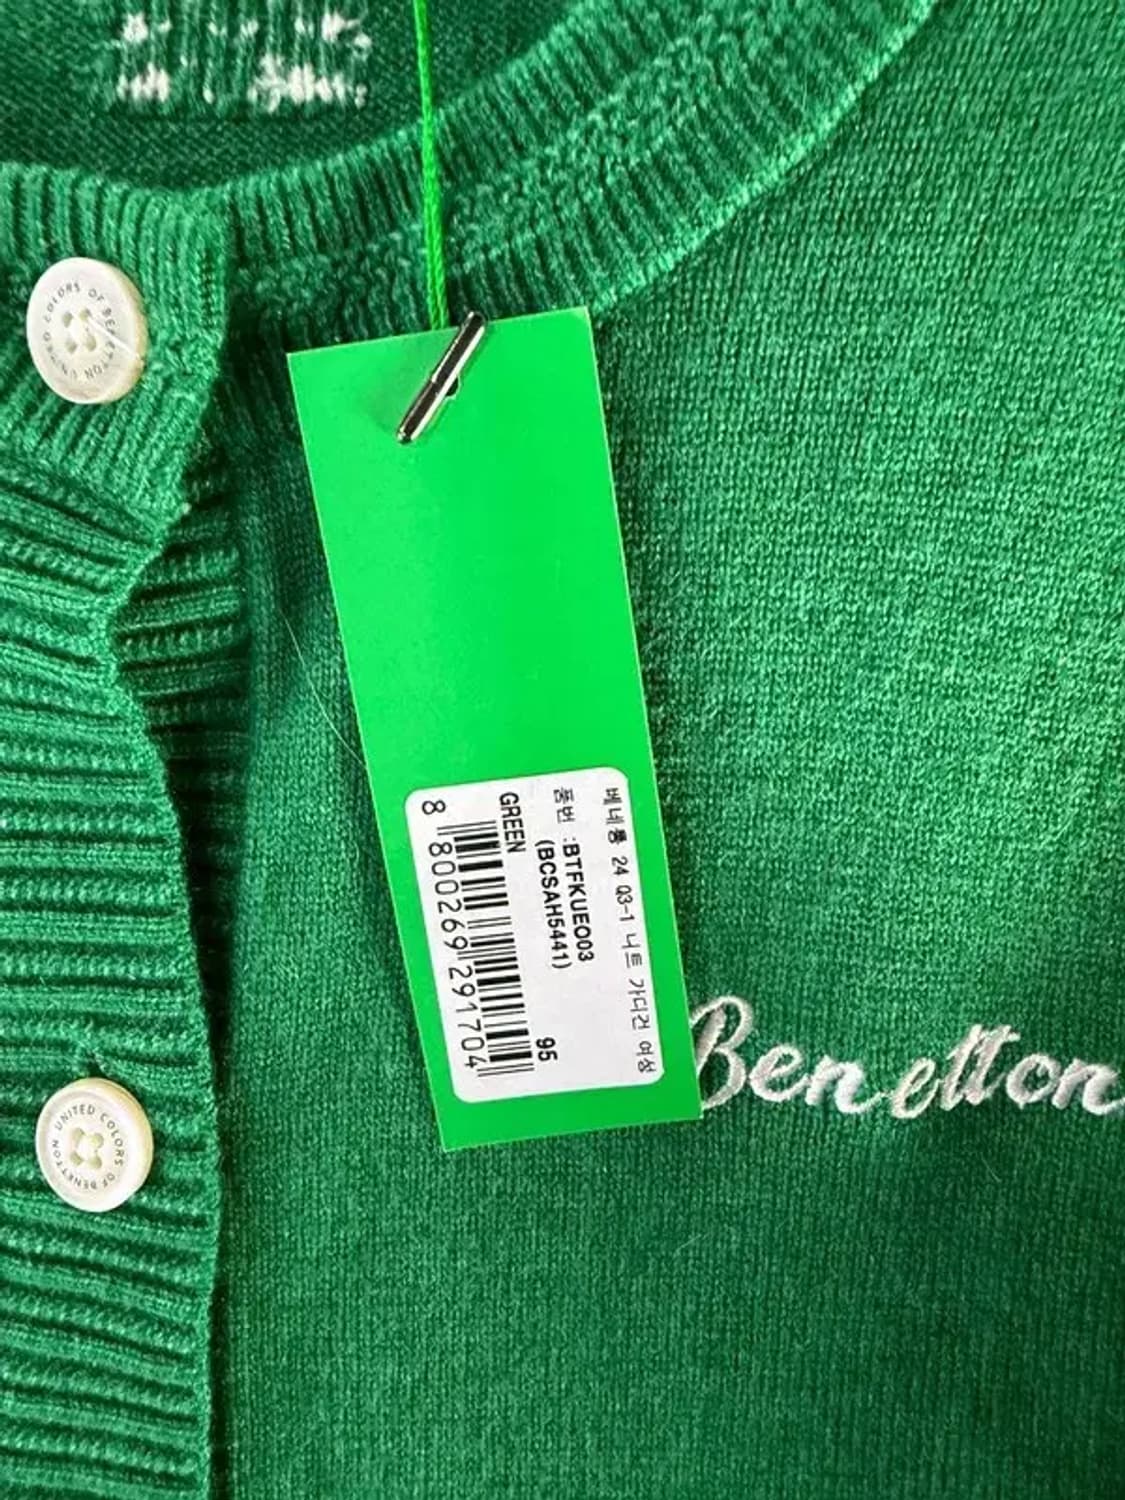 베네통 24 Q3-1 니트 가디건 여성
품번 :BTFKUEO03
(BCSAH5441)
GREEN
95
8 800269 291704
Benetton
UNITED COLORS OF BENETTON
UNITED COLORS OF BENETTON